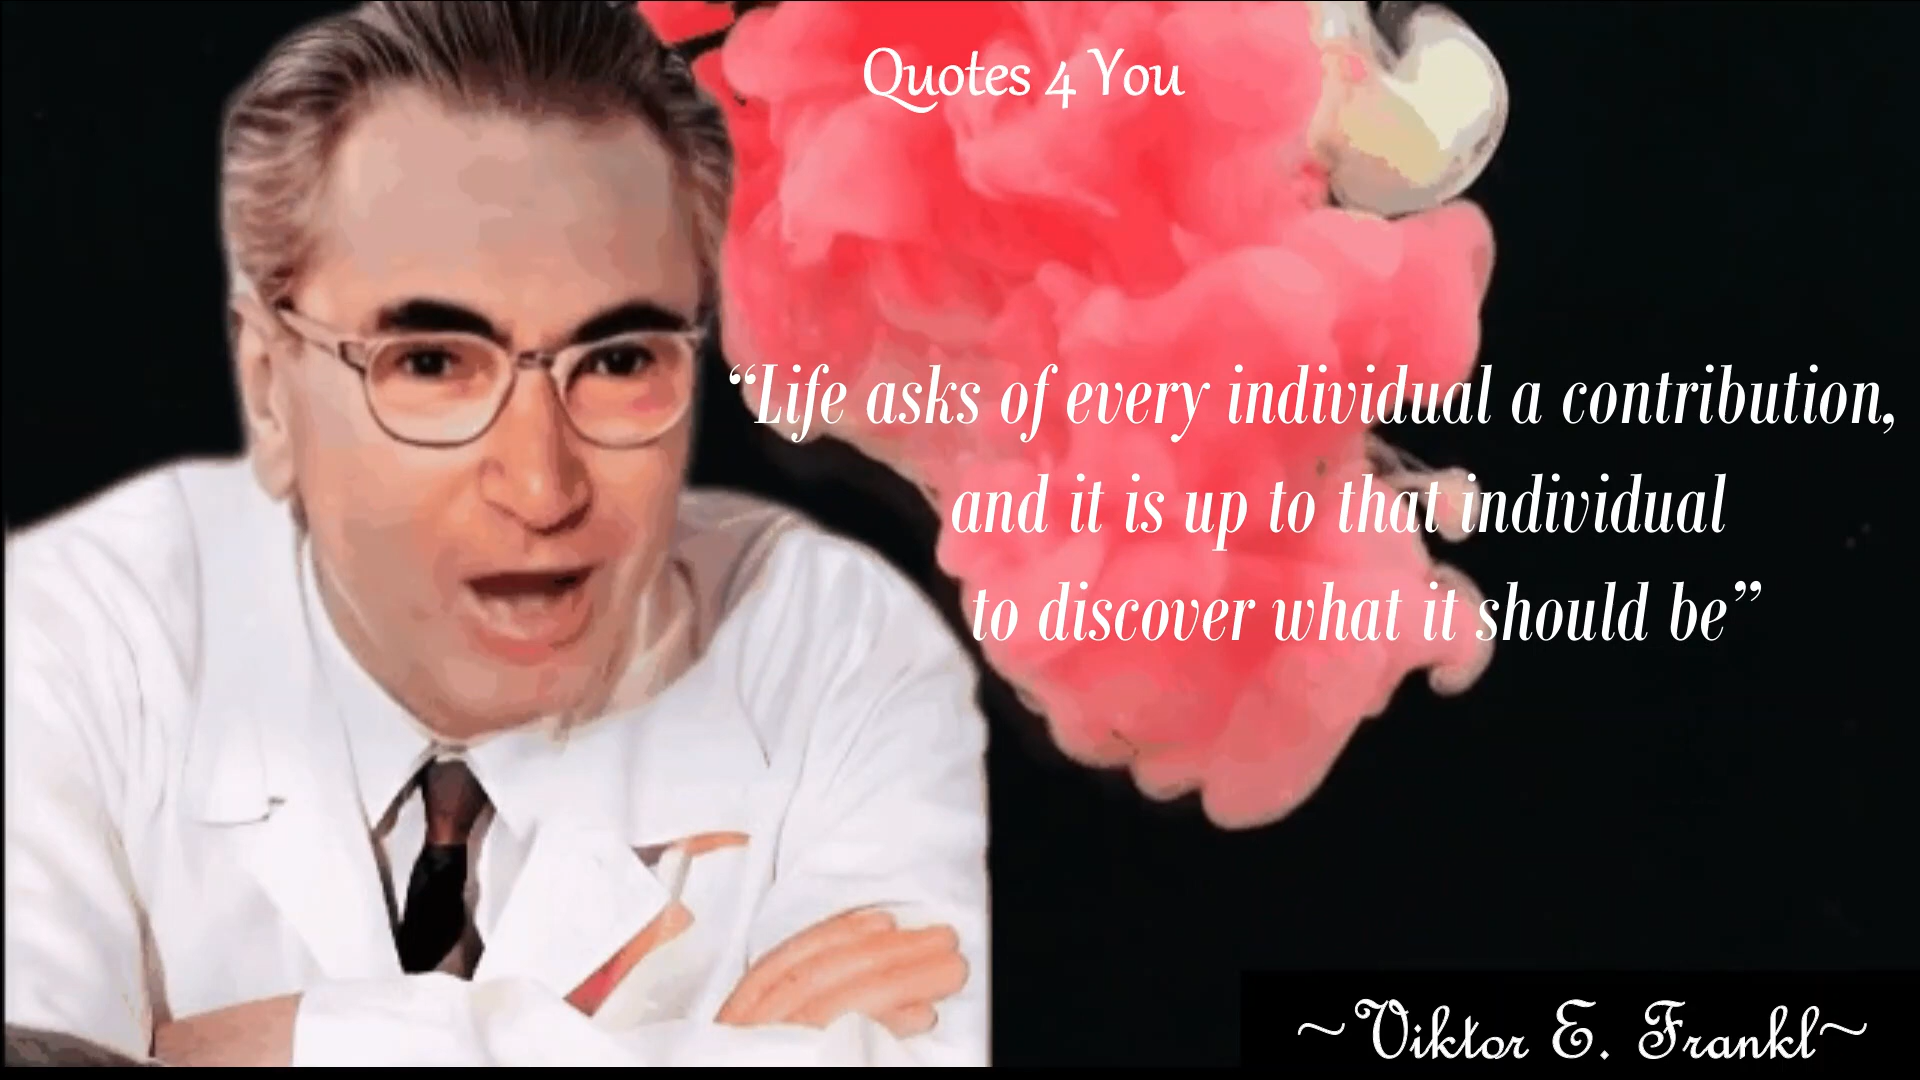 Quotes 4 You
“Life asks of every individual a contribution,
and it is up to that individual
to discover what it should be”
~Viktor E. Frankl~